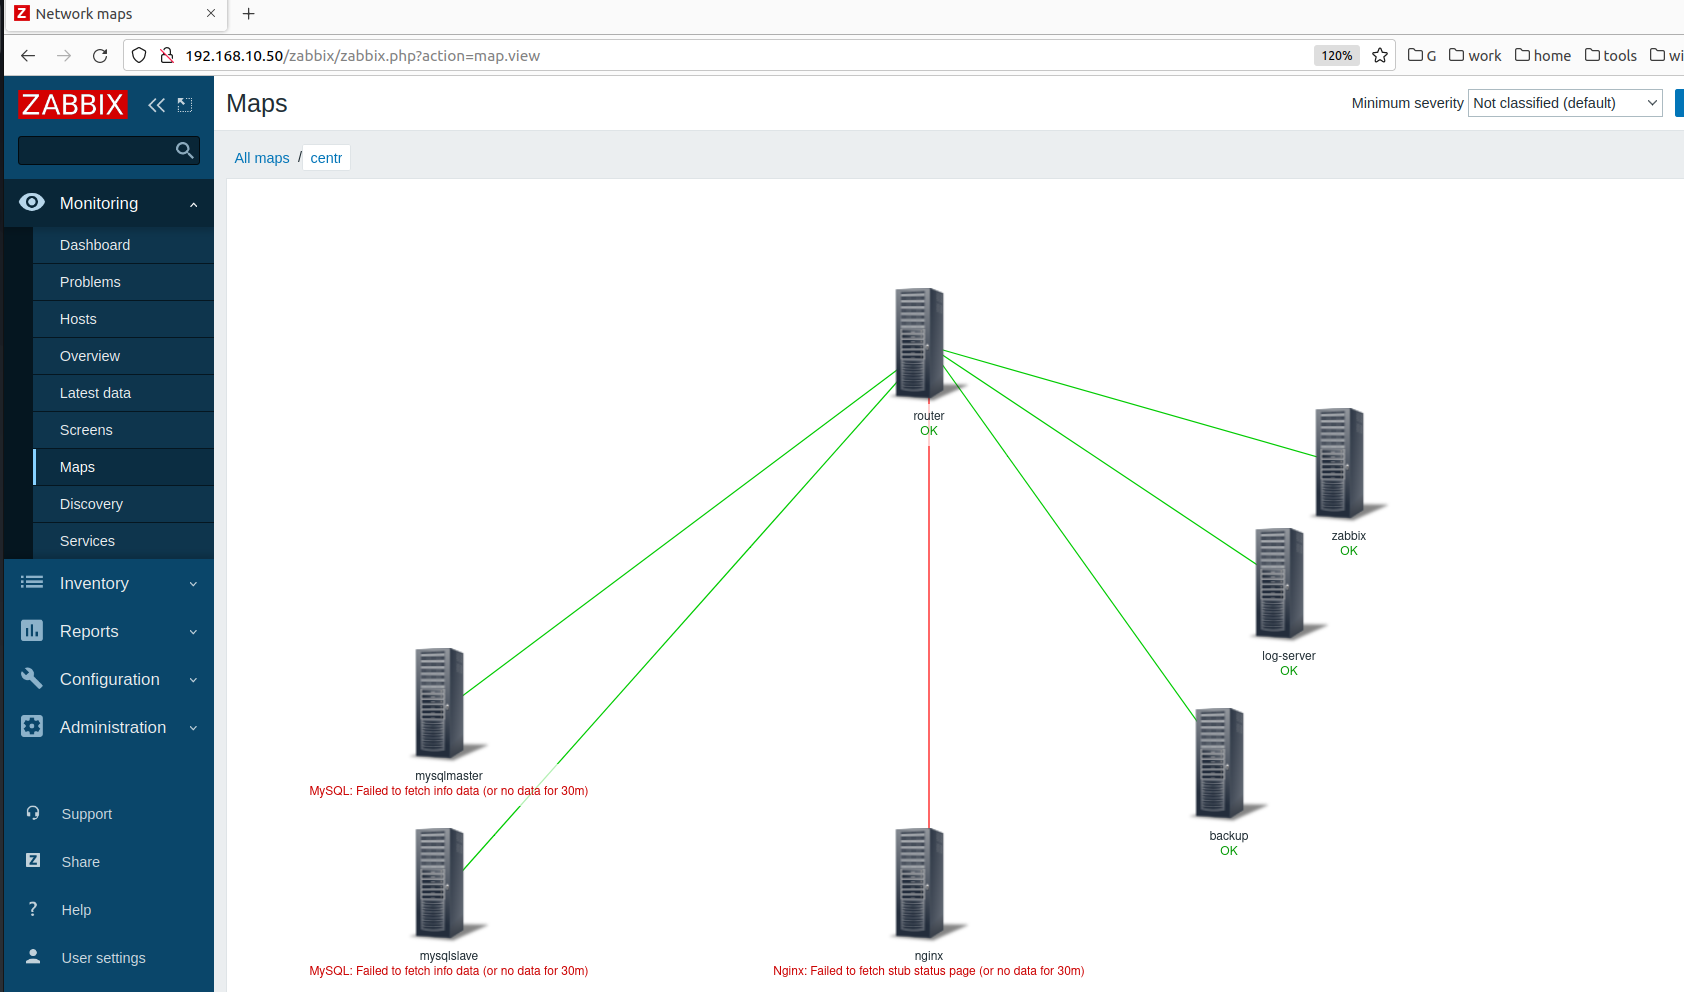 Z Network maps
192.168.10.50/zabbix/zabbix.php?action=map.view 120% G work home tools wi
ZABBIX
Maps
Minimum severity Not classified (default)
All maps / centr
Monitoring
Dashboard
Problems
Hosts
Overview
Latest data
Screens
Maps
Discovery
Services
Inventory
Reports
Configuration
Administration
Support
Z Share
? Help
User settings
router
OK
zabbix
OK
log-server
OK
mysqlmaster
MySQL: Failed to fetch info data (or no data for 30m)
backup
OK
mysqlslave
MySQL: Failed to fetch info data (or no data for 30m)
nginx
Nginx: Failed to fetch stub status page (or no data for 30m)